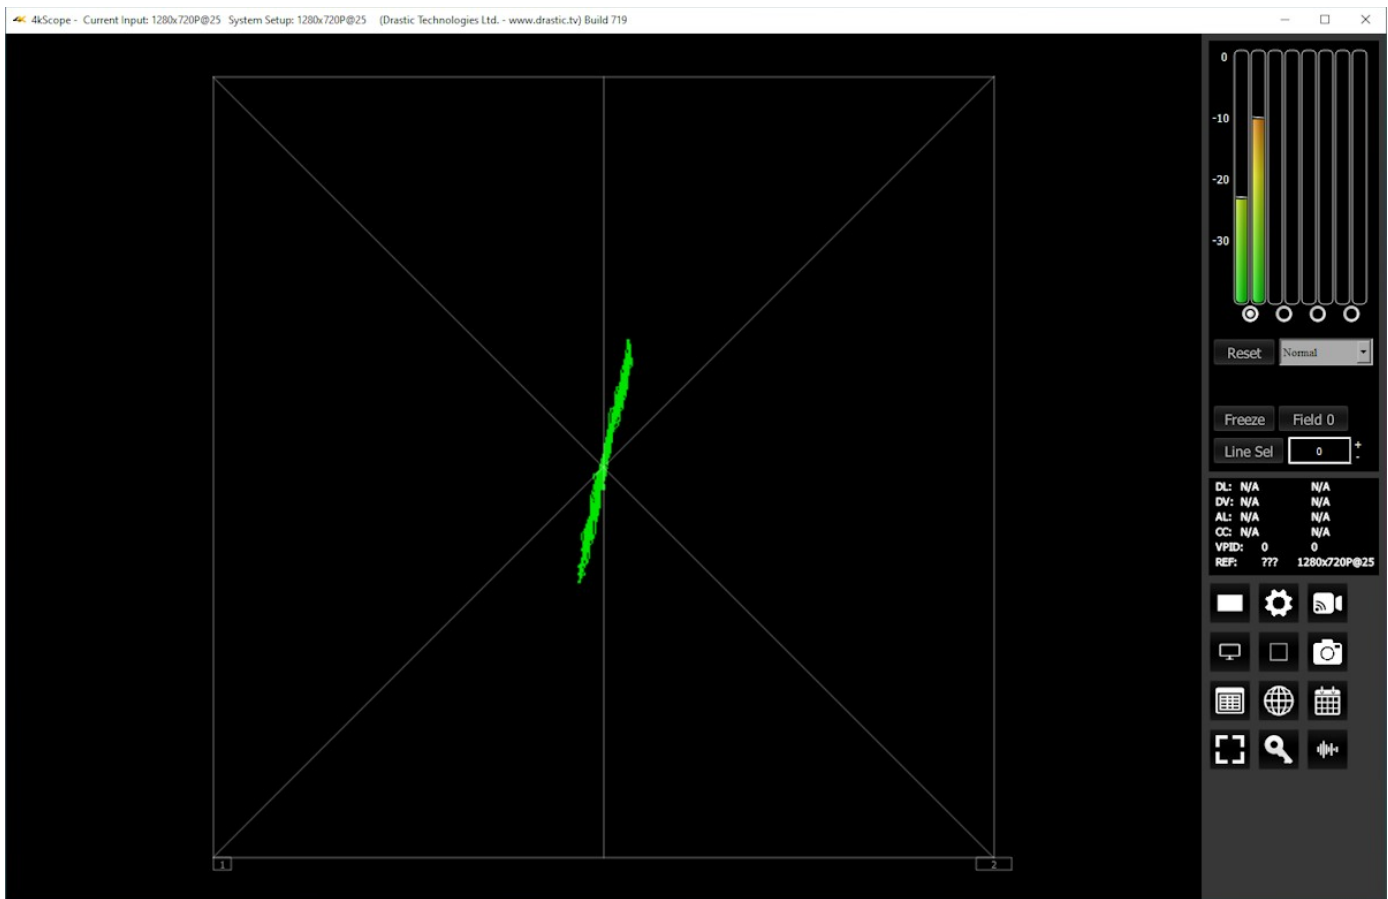 4kScope - Current Input: 1280x720P@25 System Setup: 1280x720P@25 (Drastic Technologies Ltd. - www.drastic.tv) Build 719
0
-10
-20
-30
Reset Normal
Freeze Field 0
Line Sel 0 +
-
DL: N/A N/A
DV: N/A N/A
AL: N/A N/A
CC: N/A N/A
VPID: 0 0
REF: ??? 1280x720P@25
1 2